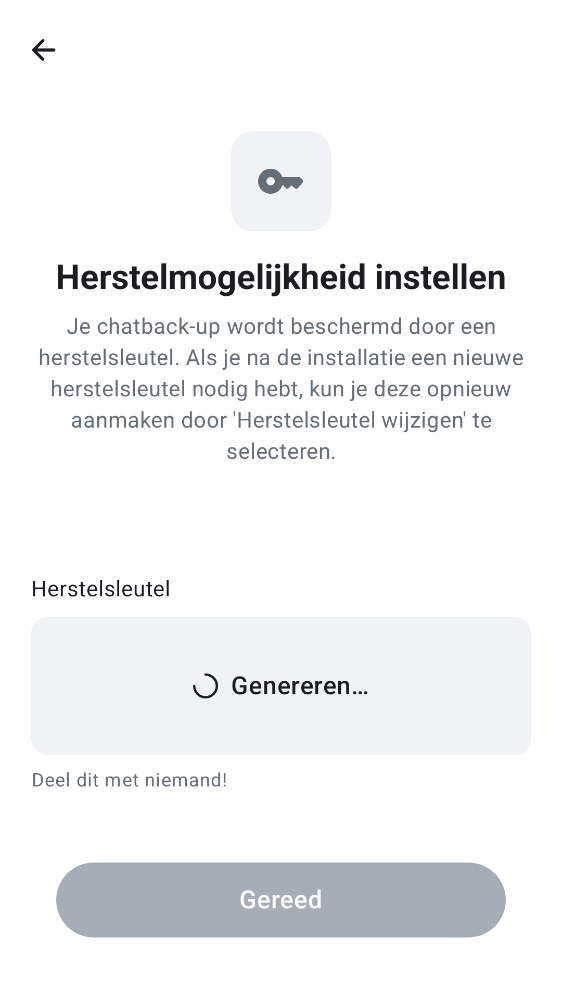 Herstelmogelijkheid instellen
Je chatback-up wordt beschermd door een
herstelsleutel. Als je na de installatie een nieuwe
herstelsleutel nodig hebt, kun je deze opnieuw
aanmaken door 'Herstelsleutel wijzigen' te
selecteren.
Herstelsleutel
Genereren…
Deel dit met niemand!
Gereed